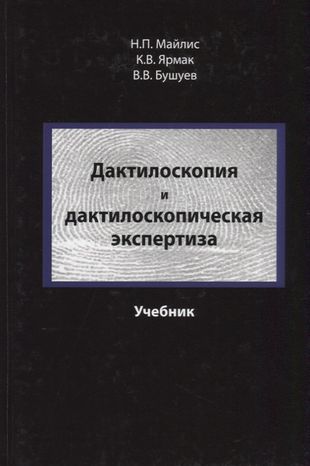 Н.П. Майлис
К.В. Ярмак
В.В. Бушуев
Дактилоскопия
и
дактилоскопическая
экспертиза
Учебник